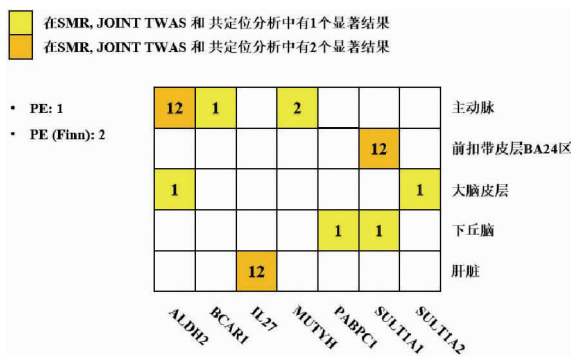 在SMR, JOINT TWAS 和 共定位分析中有1个显著结果
在SMR, JOINT TWAS 和 共定位分析中有2个显著结果
• PE: 1
• PE (Finn): 2
12 1 2 主动脉
12 前扣带皮层BA24区
1 1 大脑皮层
1 1 下丘脑
12 肝脏
ALDH2 BCAR1 IL27 MUTYH PABPC1 SULT1A1 SULT1A2